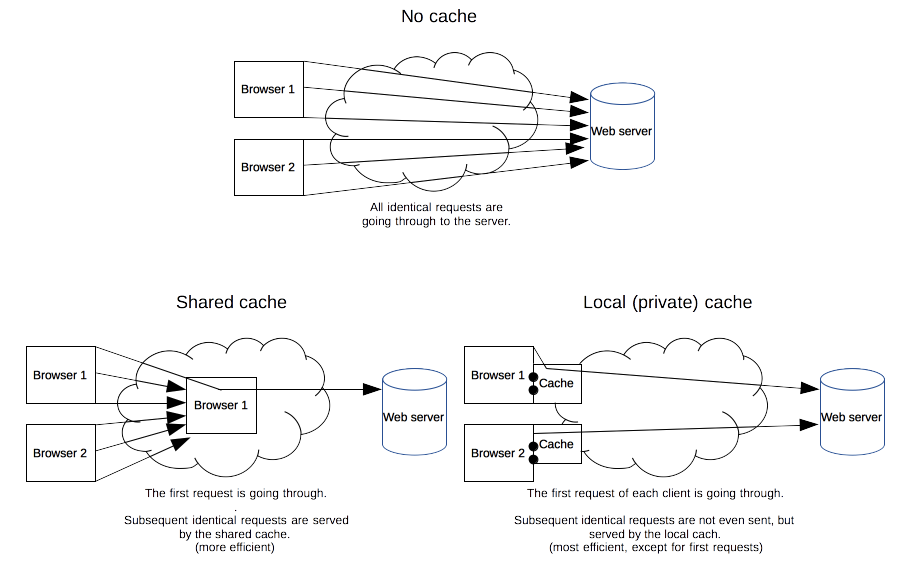 No cache
Browser 1
Browser 2
Web server
All identical requests are
going through to the server.
Shared cache
Browser 1
Browser 2
Browser 1
Web server
The first request is going through.
.
Subsequent identical requests are served
by the shared cache.
(more efficient)
Local (private) cache
Browser 1
Cache
Browser 2
Cache
Web server
The first request of each client is going through.
Subsequent identical requests are not even sent, but
served by the local cach.
(most efficient, except for first requests)